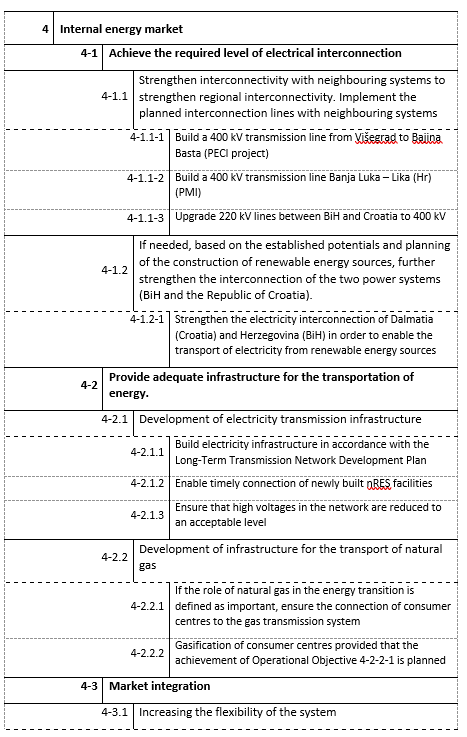 4 Internal energy market
4-1 Achieve the required level of electrical interconnection
Strengthen interconnectivity with neighbouring systems to
4-1.1 strengthen regional interconnectivity. Implement the
planned interconnection lines with neighbouring systems
4-1.1-1 Build a 400 kV transmission line from Višegrad to Bajina
Basta (PECI project)
4-1.1-2 Build a 400 kV transmission line Banja Luka – Lika (Hr)
(PMI)
4-1.1-3 Upgrade 220 kV lines between BiH and Croatia to 400 kV
If needed, based on the established potentials and planning
of the construction of renewable energy sources, further
4-1.2 strengthen the interconnection of the two power systems
(BiH and the Republic of Croatia).
4-1.2-1 Strengthen the electricity interconnection of Dalmatia
(Croatia) and Herzegovina (BiH) in order to enable the
transport of electricity from renewable energy sources
4-2 Provide adequate infrastructure for the transportation of
energy.
4-2.1 Development of electricity transmission infrastructure
4-2.1.1 Build electricity infrastructure in accordance with the
Long-Term Transmission Network Development Plan
4-2.1.2 Enable timely connection of newly built nRES facilities
4-2.1.3 Ensure that high voltages in the network are reduced to
an acceptable level
4-2.2 Development of infrastructure for the transport of natural
gas
If the role of natural gas in the energy transition is
4-2.2.1 defined as important, ensure the connection of consumer
centres to the gas transmission system
4-2.2.2 Gasification of consumer centres provided that the
achievement of Operational Objective 4-2-2-1 is planned
4-3 Market integration
4-3.1 Increasing the flexibility of the system